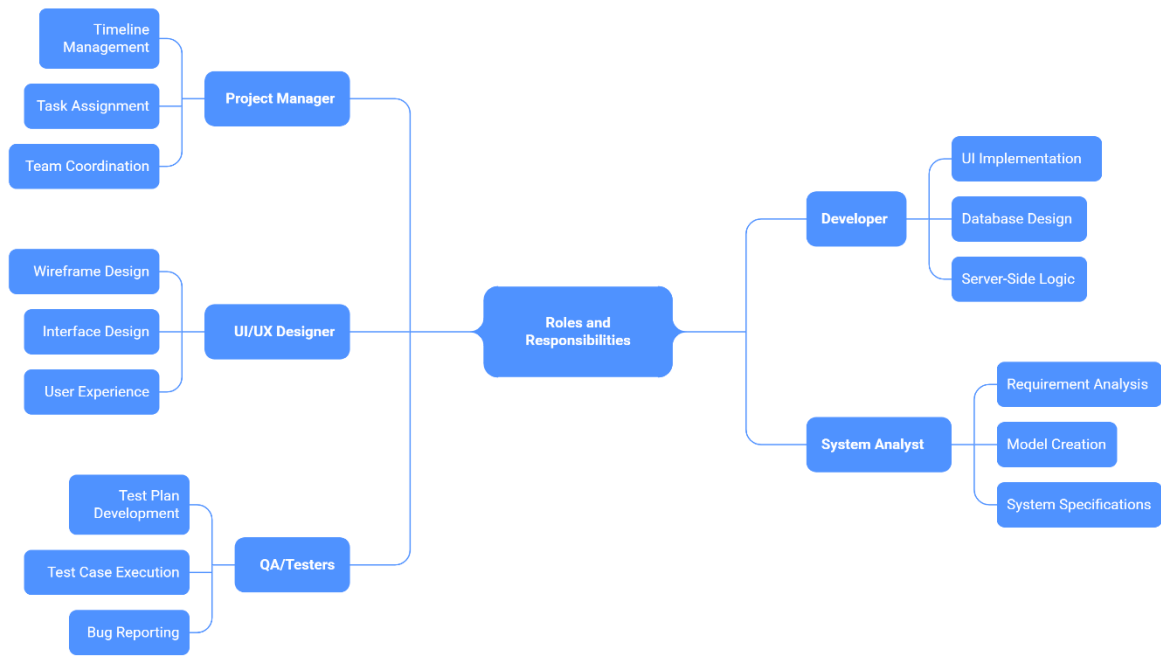 Timeline
Management
Task Assignment
Team Coordination
Project Manager
Wireframe Design
Interface Design
User Experience
UI/UX Designer
Test Plan
Development
Test Case Execution
Bug Reporting
QA/Testers
Roles and
Responsibilities
Developer
UI Implementation
Database Design
Server-Side Logic
System Analyst
Requirement Analysis
Model Creation
System Specifications